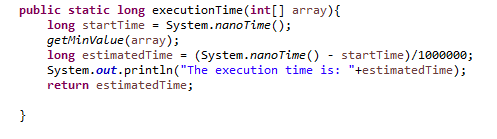 public static long executionTime(int[] array){
long startTime = System.nanoTime();
getMinValue(array);
long estimatedTime = (System.nanoTime() - startTime)/1000000;
System.out.println("The execution time is: "+estimatedTime);
return estimatedTime;
}